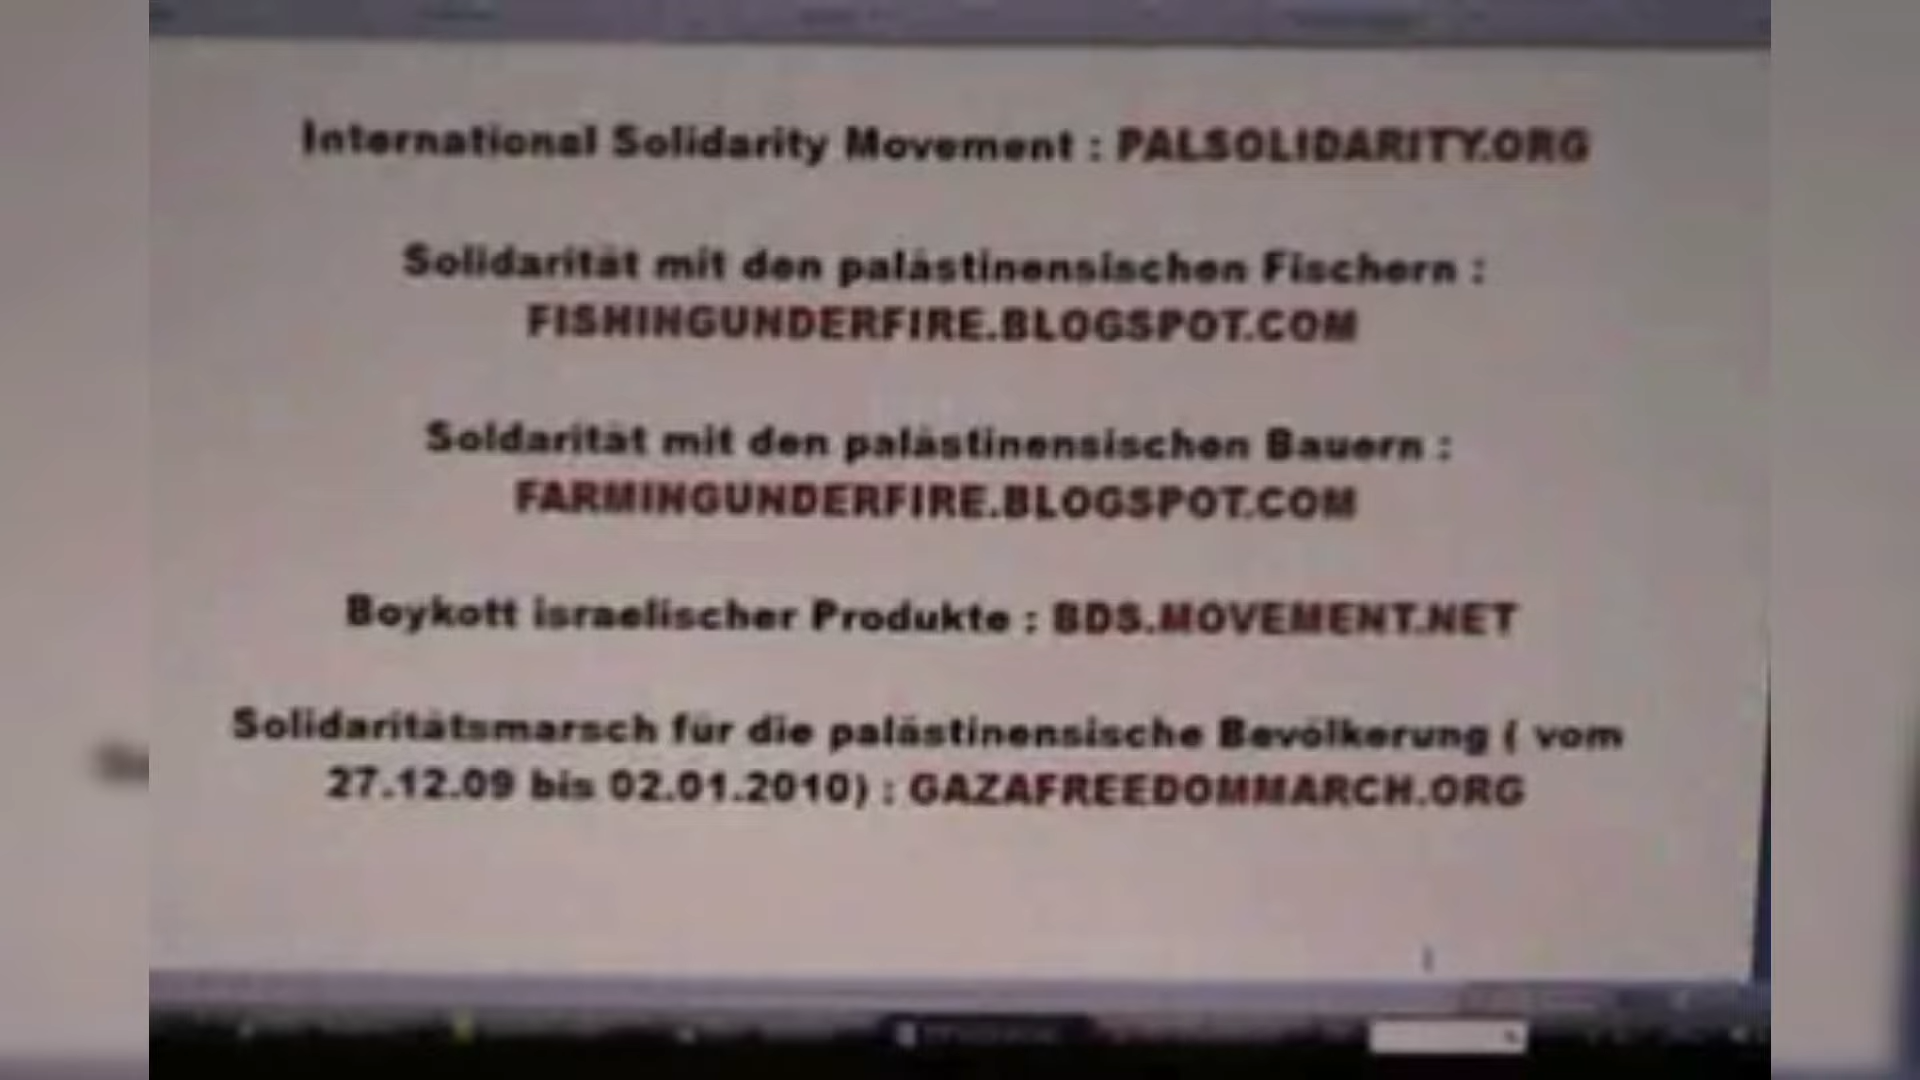 International Solidarity Movement : PALSOLIDARITY.ORG
Solidarität mit den palästinensischen Fischern :
FISHINGUNDERFIRE.BLOGSPOT.COM
Soldarität mit den palästinensischen Bauern :
FARMINGUNDERFIRE.BLOGSPOT.COM
Boykott israelischer Produkte : BDS.MOVEMENT.NET
Solidaritätsmarsch für die palästinensische Bevölkerung ( vom
27.12.09 bis 02.01.2010) : GAZAFREEDOMMARCH.ORG